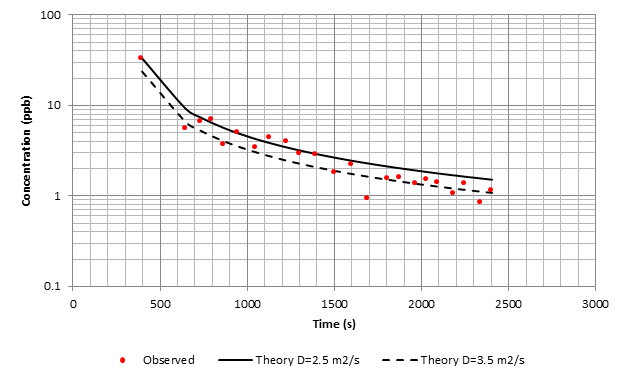 100
10
1
0.1
Concentration (ppb)
0
500
1000
1500
2000
2500
3000
Time (s)
Observed
Theory D=2.5 m2/s
Theory D=3.5 m2/s